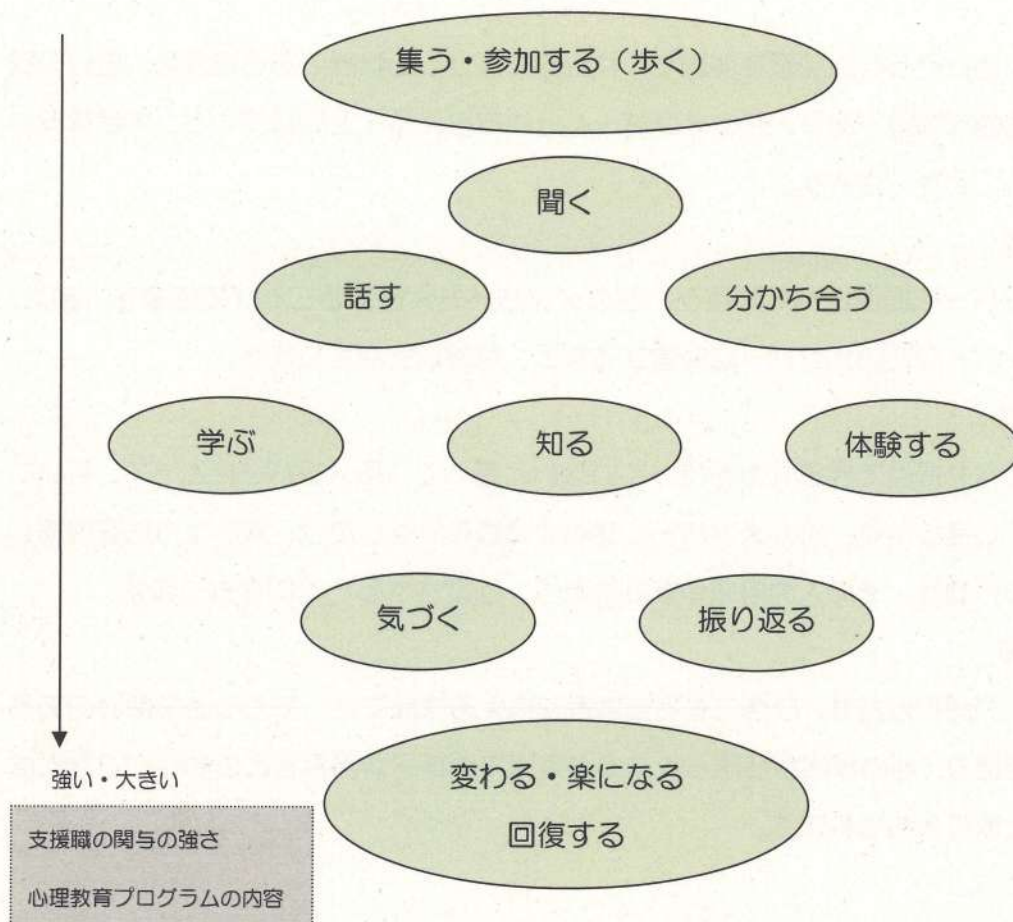 集う・参加する（歩く）
聞く
話す
分かち合う
学ぶ
知る
体験する
気づく
振り返る
変わる・楽になる
回復する
強い・大きい
支援職の関与の強さ
心理教育プログラムの内容